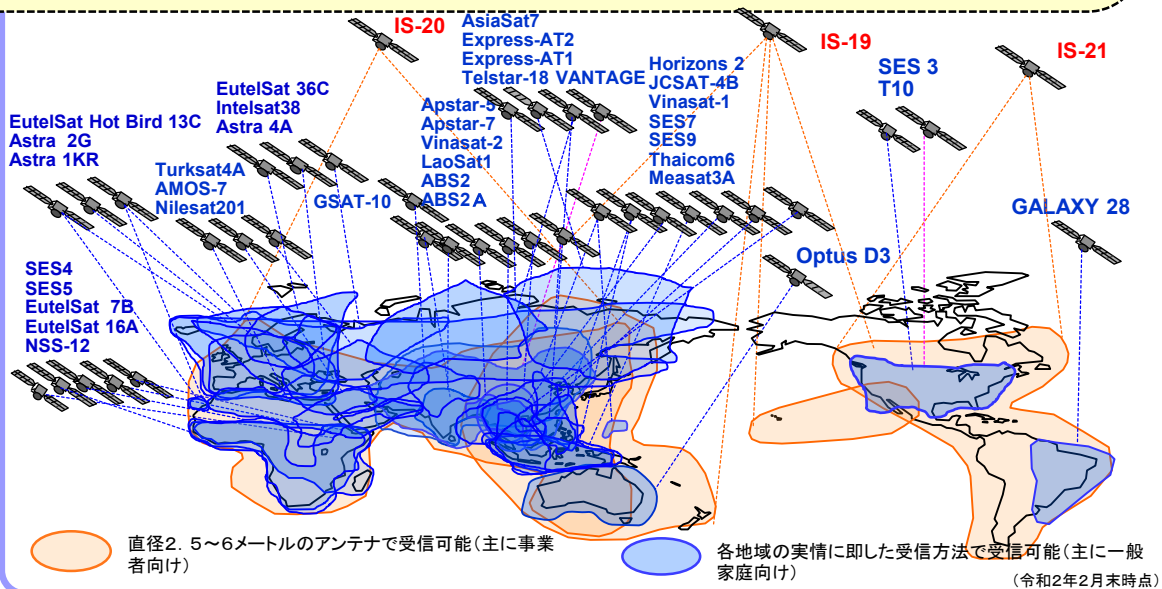 IS-20
AsiaSat7
Express-AT2
Express-AT1
Telstar-18 VANTAGE
IS-19
IS-21
Horizons 2
JCSAT-4B
Vinasat-1
SES7
SES9
Thaicom6
Measat3A
SES 3
T10
EutelSat 36C
Intelsat38
Astra 4A
Apstar-5
Apstar-7
Vinasat-2
LaoSat1
ABS2
ABS2 A
EutelSat Hot Bird 13C
Astra 2G
Astra 1KR
Turksat4A
AMOS-7
Nilesat201
GSAT-10
GALAXY 28
Optus D3
SES4
SES5
EutelSat 7B
EutelSat 16A
NSS-12
直径2.5~6メートルのアンテナで受信可能(主に事業
者向け)
各地域の実情に即した受信方法で受信可能(主に一般
家庭向け)
(令和2年2月末時点)